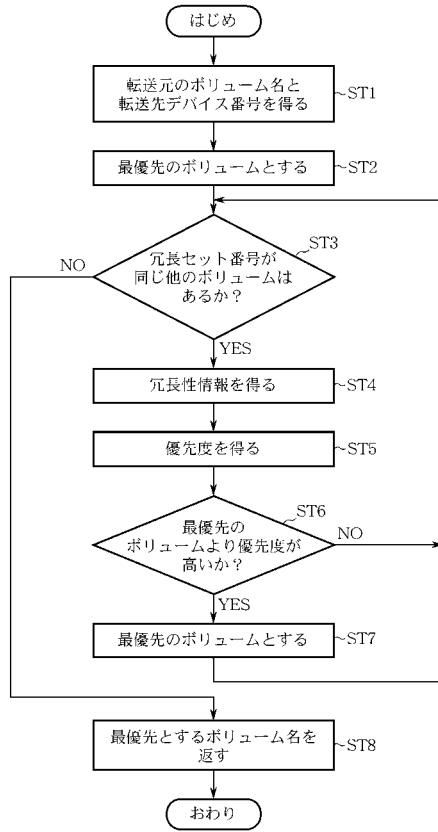 はじめ
転送元のボリューム名と
転送先デバイス番号を得る
ST1
最優先のボリュームとする
ST2
冗長セット番号が
同じ他のボリュームは
あるか？
ST3
NO
YES
冗長性情報を得る
ST4
優先度を得る
ST5
最優先の
ボリュームより優先度が
高いか？
ST6
NO
YES
最優先のボリュームとする
ST7
最優先とするボリューム名を
返す
ST8
おわり